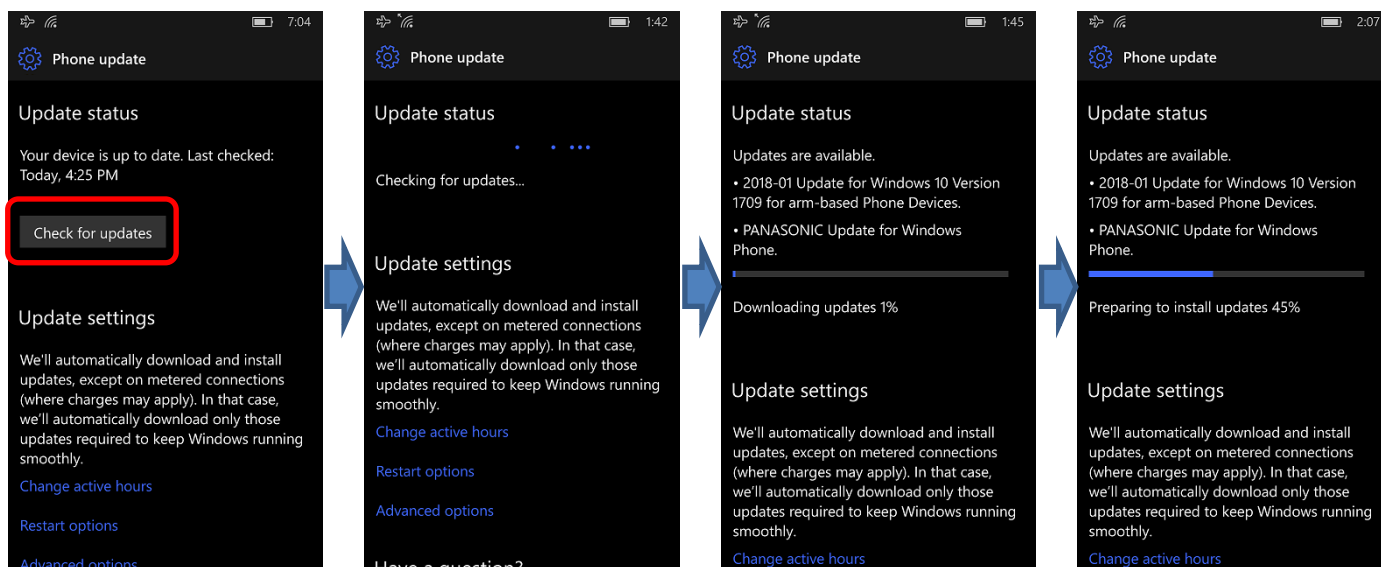 7:04
Phone update
Update status
Your device is up to date. Last checked:
Today, 4:25 PM
Check for updates
Update settings
We'll automatically download and install
updates, except on metered connections
(where charges may apply). In that case,
we'll automatically download only those
updates required to keep Windows running
smoothly.
Change active hours
Restart options
Advanced options
1:42
Phone update
Update status
Checking for updates...
Update settings
We'll automatically download and install
updates, except on metered connections
(where charges may apply). In that case,
we'll automatically download only those
updates required to keep Windows running
smoothly.
Change active hours
Restart options
Advanced options
Have a question?
1:45
Phone update
Update status
Updates are available.
• 2018-01 Update for Windows 10 Version
1709 for arm-based Phone Devices.
• PANASONIC Update for Windows
Phone.
Downloading updates 1%
Update settings
We'll automatically download and install
updates, except on metered connections
(where charges may apply). In that case,
we'll automatically download only those
updates required to keep Windows running
smoothly.
Change active hours
2:07
Phone update
Update status
Updates are available.
• 2018-01 Update for Windows 10 Version
1709 for arm-based Phone Devices.
• PANASONIC Update for Windows
Phone.
Preparing to install updates 45%
Update settings
We'll automatically download and install
updates, except on metered connections
(where charges may apply). In that case,
we'll automatically download only those
updates required to keep Windows running
smoothly.
Change active hours